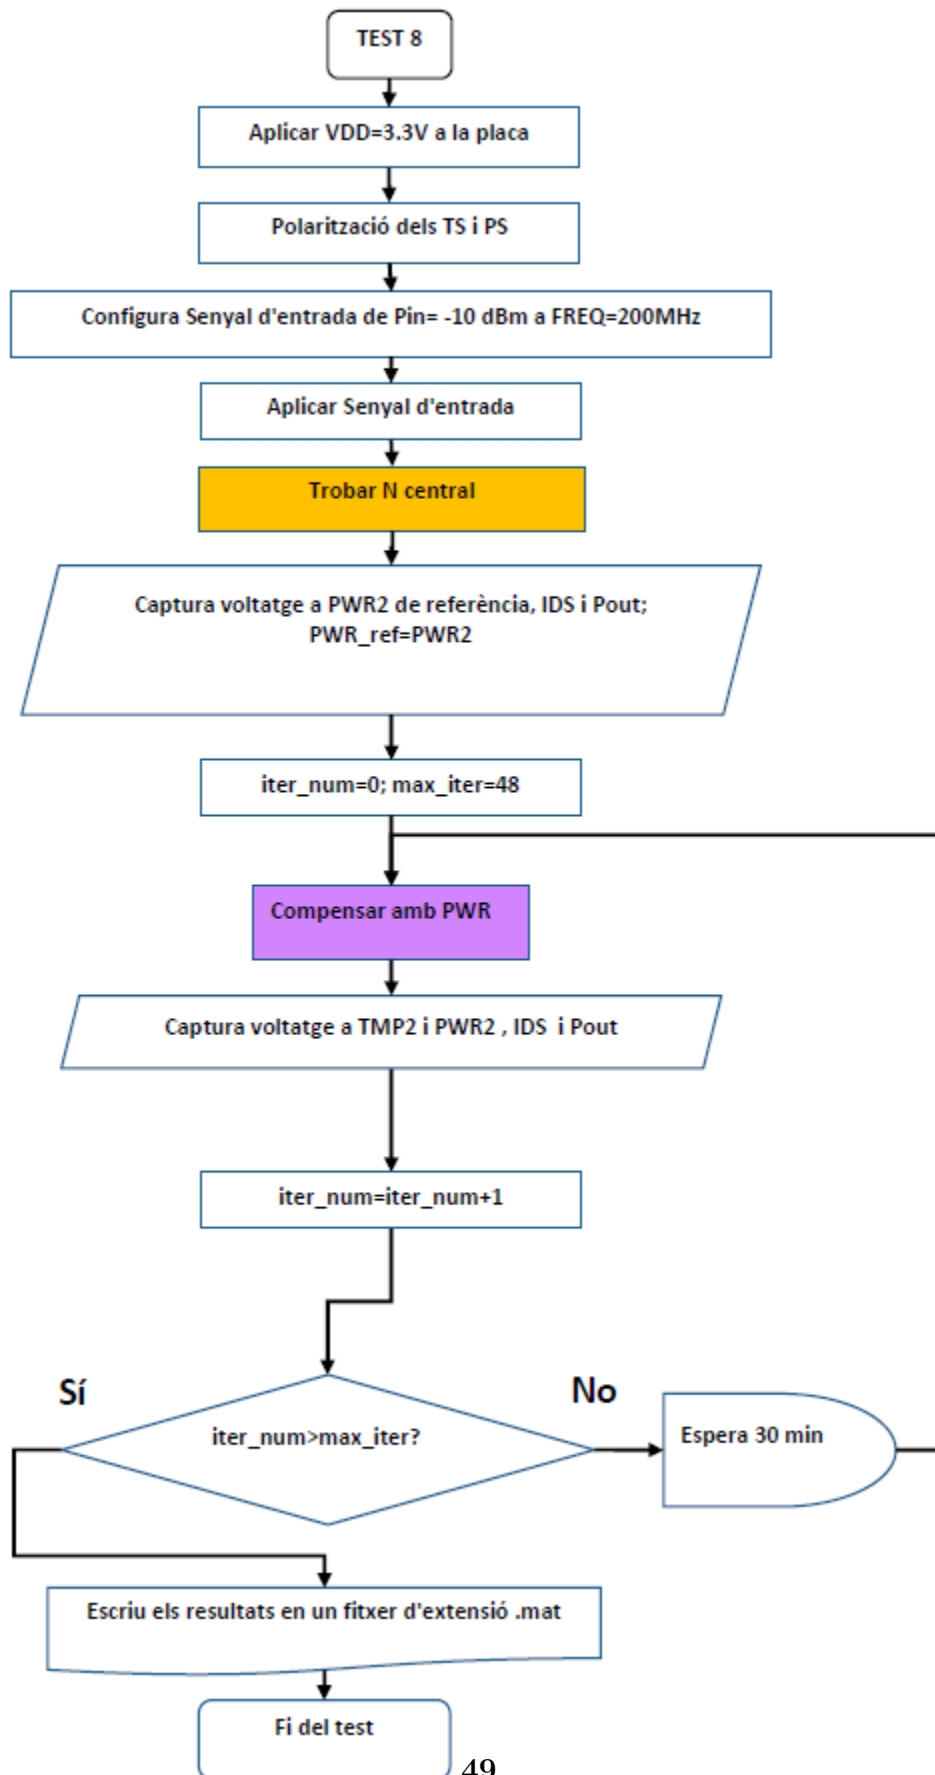 TEST 8
Aplicar VDD=3.3V a la placa
Polarització dels TS i PS
Configura Senyal d'entrada de Pin= -10 dBm a FREQ=200MHz
Aplicar Senyal d'entrada
Trobar N central
Captura voltatge a PWR2 de referència, IDS i Pout;
PWR_ref=PWR2
iter_num=0; max_iter=48
Compensar amb PWR
Captura voltatge a TMP2 i PWR2 , IDS i Pout
iter_num=iter_num+1
Sí
No
iter_num>max_iter?
Espera 30 min
Escriu els resultats en un fitxer d'extensió .mat
Fi del test
49